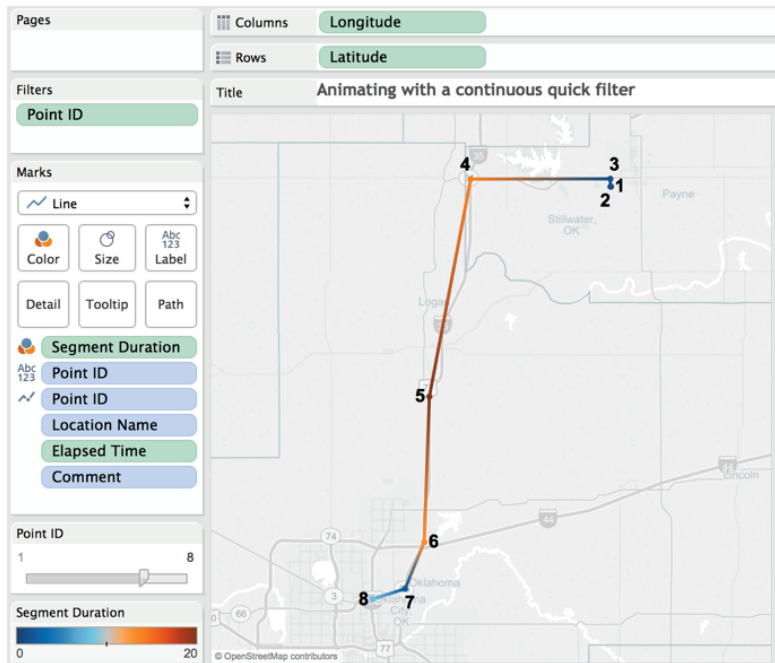 Pages
Columns Longitude
Rows Latitude
Filters
Title Animating with a continuous quick filter
Point ID
Marks
Line
Color Size Abc 123 Label
Detail Tooltip Path
Segment Duration
Abc 123 Point ID
Point ID
Location Name
Elapsed Time
Comment
Point ID
1 8
Segment Duration
0 20
4 35 3
1
2 Payne
Stillwater,
OK
Logan
5
Lincoln
44
74 6
44
Oklahoma
3 8 7
Oklahoma
City
OK
66
77
© OpenStreetMap contributors